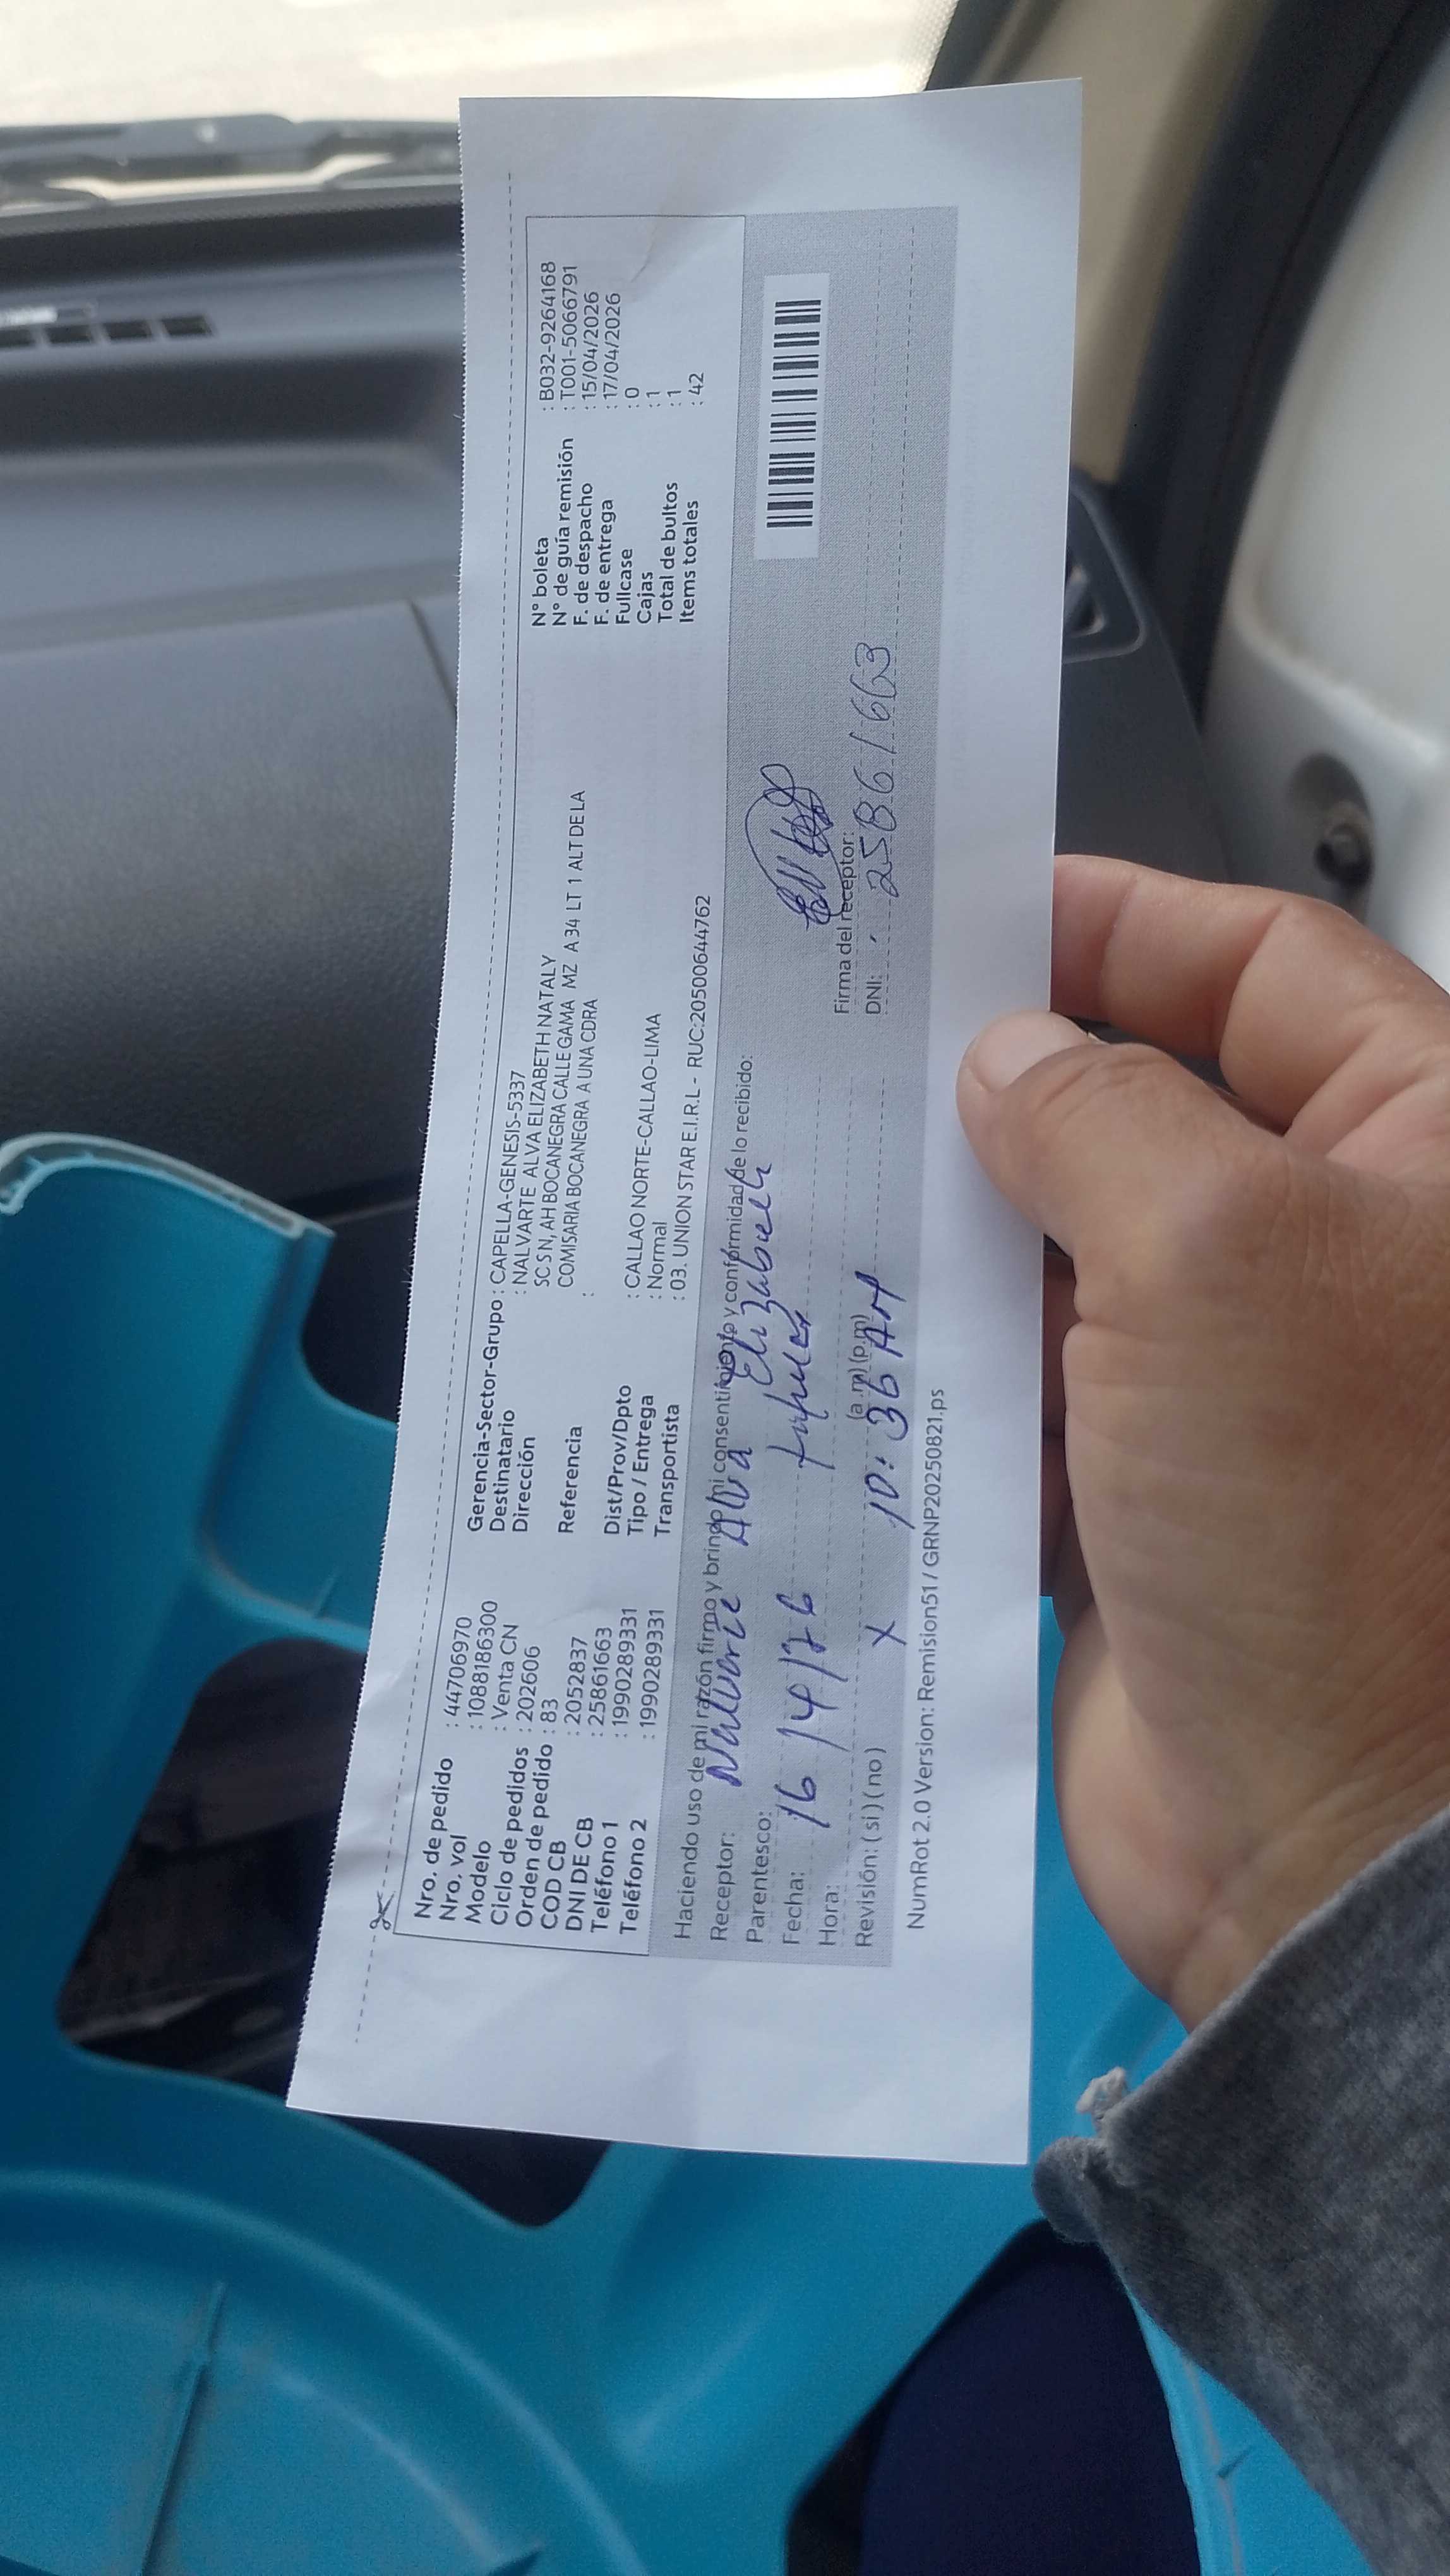 Nro. de pedido : 44706970
Nro. vol : 1088186300
Modelo : Venta CN
Ciclo de pedidos : 202606
Orden de pedido : 83
COD CB : 2052837
DNI DE CB : 25861663
Teléfono 1 : 1990289331
Teléfono 2 : 1990289331
Gerencia-Sector-Grupo : CAPELLA-GENESIS-5337
Destinatario : NALVARTE ALVA ELIZABETH NATALY
Dirección SC S N, AH BOCANEGRA CALLE GAMA MZ A 34 LT 1 ALT DE LA
COMISARIA BOCANEGRA A UNA CDRA
Referencia :
Dist/Prov/Dpto : CALLAO NORTE-CALLAO-LIMA
Tipo / Entrega : Normal
Transportista : 03. UNION STAR E.I.R.L - RUC:20500644762
N° boleta : B032-9264168
N° de guía remisión : T001-5066791
F. de despacho : 15/04/2026
F. de entrega : 17/04/2026
Fullcase : 0
Cajas : 1
Total de bultos : 1
Items totales : 42
Haciendo uso de mi razón firmo y brindo mi consentimiento y conformidad de lo recibido:
Receptor: Nalvarte Alva Elizabeth
Parentesco:
Fecha: 16 /4/26
Hora: (a.m) (p.m)
Revisión: ( si ) ( no ) X 10:36 AM
Firma del receptor:
DNI: 25861663
NumRot 2.0 Version: Remision51 / GRNP20250821.ps